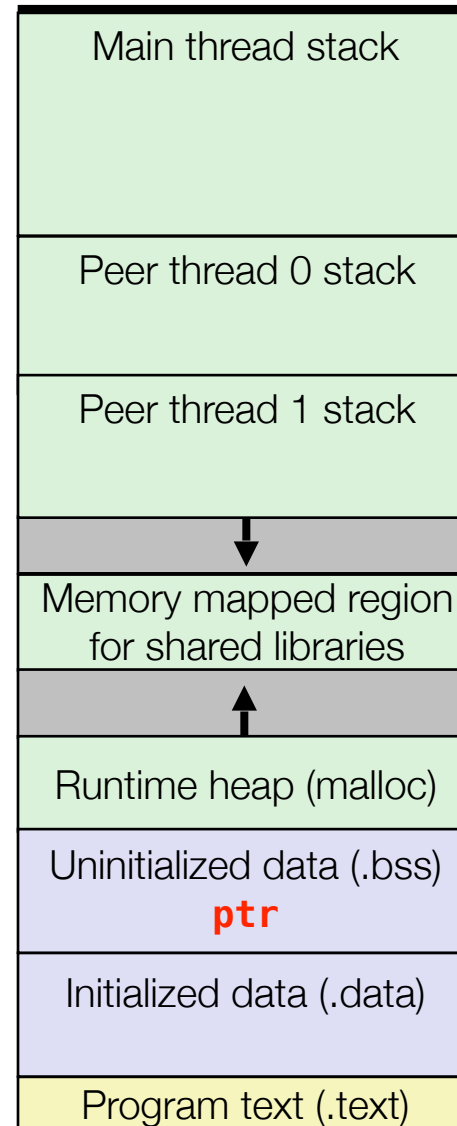 Main thread stack
Peer thread 0 stack
Peer thread 1 stack
Memory mapped region
for shared libraries
Runtime heap (malloc)
Uninitialized data (.bss)
ptr
Initialized data (.data)
Program text (.text)